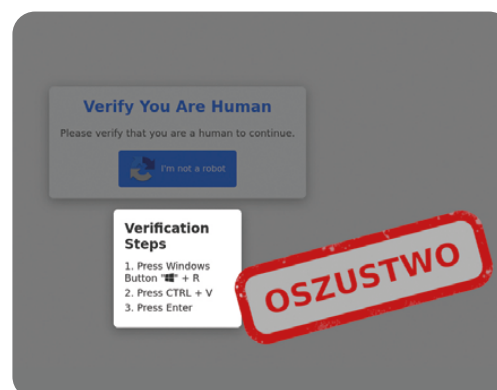 Verify You Are Human
Please verify that you are a human to continue.
I'm not a robot
Verification
Steps
1. Press Windows
Button "" + R
2. Press CTRL + V
3. Press Enter
OSZUSTWO